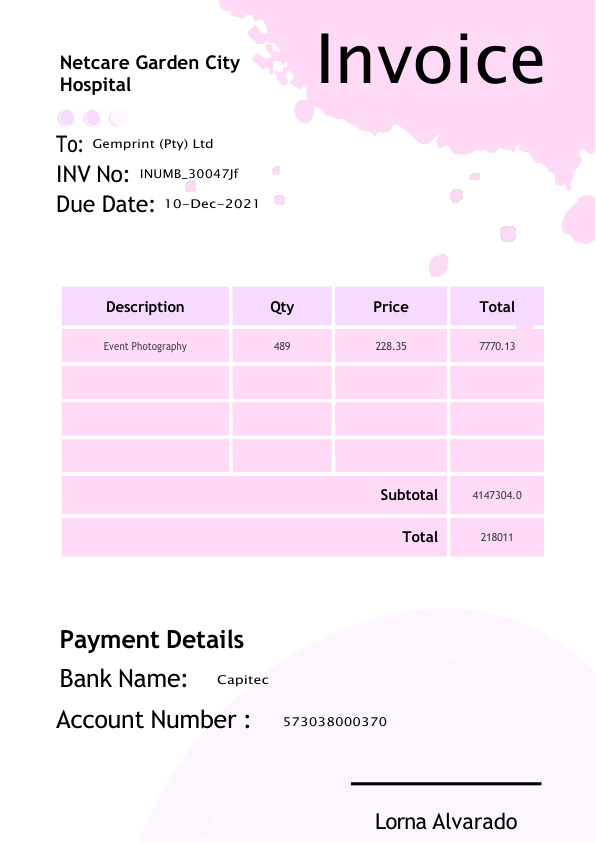 Invoice
Netcare Garden City
Hospital
To: Gemprint (Pty) Ltd
INV No: INUMB_30047Jf
Due Date: 10-Dec-2021
Description Qty Price Total
Event Photography 489 228.35 7770.13
Subtotal 4147304.0
Total 218011
Payment Details
Bank Name: Capitec
Account Number : 573038000370
Lorna Alvarado